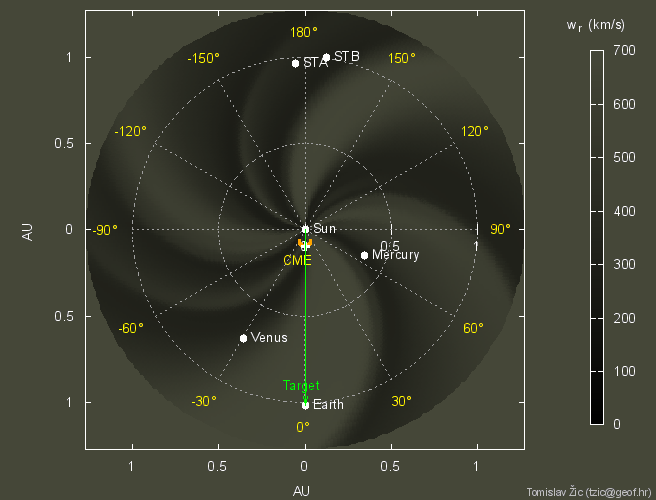 w r (km/s)
180°
STA STB
-150° 150°
-120° 120°
-90° 90°
Sun
0.5 1
Mercury
CME
-60° 60°
Venus
-30° 30°
Target
Earth
0°
1
0.5
0
0.5
1
AU
1 0.5 0 0.5 1
AU
700
600
500
400
300
200
100
0
Tomislav Žic (tzic@geof.hr)